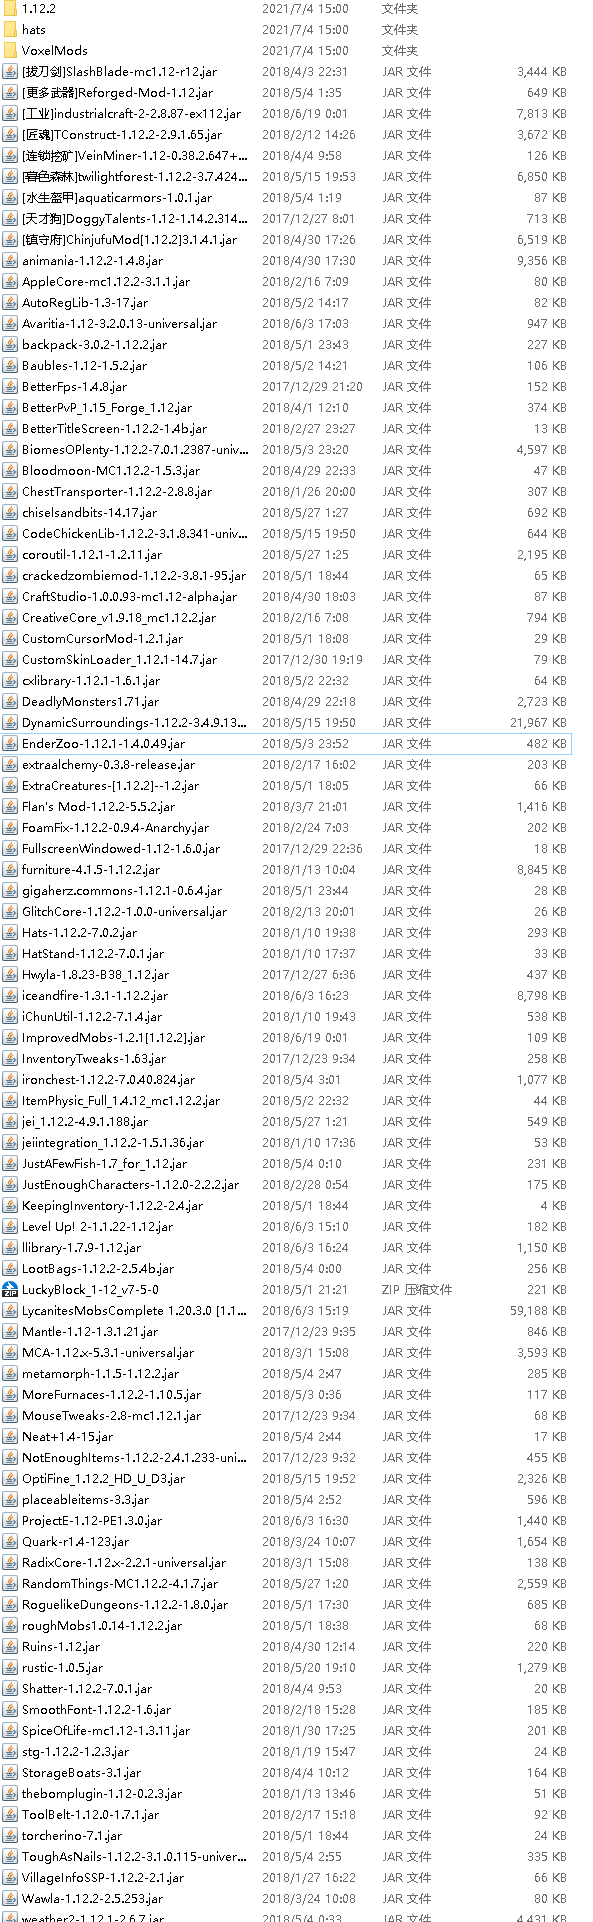 1.12.2 2021/7/4 15:00 文件夹
hats 2021/7/4 15:00 文件夹
VoxelMods 2021/7/4 15:00 文件夹
[拔刀剑]SlashBlade-mc1.12-r12.jar 2018/4/3 22:31 JAR 文件 3,444 KB
[更多武器]Reforged-Mod-1.12.jar 2018/5/4 1:35 JAR 文件 649 KB
[工业]industrialcraft-2-2.8.87-ex112.jar 2018/6/19 0:01 JAR 文件 7,813 KB
[匠魂]TConstruct-1.12.2-2.9.1.65.jar 2018/2/12 14:26 JAR 文件 3,672 KB
[连锁挖矿]VeinMiner-1.12-0.38.2.647+... 2018/4/4 9:58 JAR 文件 126 KB
[暮色森林]twilightforest-1.12.2-3.7.424... 2018/5/15 19:53 JAR 文件 6,850 KB
[水生盔甲]aquaticarmors-1.0.1.jar 2018/5/4 1:19 JAR 文件 87 KB
[天才狗]DoggyTalents-1.12-1.14.2.314... 2017/12/27 8:01 JAR 文件 713 KB
[镇守府]ChinjufuMod[1.12.2]3.1.4.1.jar 2018/4/30 17:26 JAR 文件 6,519 KB
animania-1.12.2-1.4.8.jar 2018/4/30 17:30 JAR 文件 9,356 KB
AppleCore-mc1.12.2-3.1.1.jar 2018/2/16 7:09 JAR 文件 80 KB
AutoRegLib-1.3-17.jar 2018/5/2 14:17 JAR 文件 82 KB
Avaritia-1.12-3.2.0.13-universal.jar 2018/6/3 17:03 JAR 文件 947 KB
backpack-3.0.2-1.12.2.jar 2018/5/1 23:43 JAR 文件 227 KB
Baubles-1.12-1.5.2.jar 2018/5/2 14:21 JAR 文件 106 KB
BetterFps-1.4.8.jar 2017/12/29 21:20 JAR 文件 152 KB
BetterPvP_1.15_Forge_1.12.jar 2018/4/1 12:10 JAR 文件 374 KB
BetterTitleScreen-1.12.2-1.4b.jar 2018/2/27 23:27 JAR 文件 13 KB
BiomesOPlenty-1.12.2-7.0.1.2387-univ... 2018/5/3 23:20 JAR 文件 4,597 KB
Bloodmoon-MC1.12.2-1.5.3.jar 2018/4/29 22:33 JAR 文件 47 KB
ChestTransporter-1.12.2-2.8.8.jar 2018/1/26 20:00 JAR 文件 307 KB
chiselsandbits-14.17.jar 2018/5/27 1:27 JAR 文件 692 KB
CodeChickenLib-1.12.2-3.1.8.341-univ... 2018/5/15 19:50 JAR 文件 644 KB
coroutil-1.12.1-1.2.11.jar 2018/5/27 1:25 JAR 文件 2,195 KB
crackedzombiemod-1.12.2-3.8.1-95.jar 2018/5/1 18:44 JAR 文件 65 KB
CraftStudio-1.0.0.93-mc1.12-alpha.jar 2018/4/30 18:03 JAR 文件 87 KB
CreativeCore_v1.9.18_mc1.12.2.jar 2018/2/16 7:08 JAR 文件 794 KB
CustomCursorMod-1.2.1.jar 2018/5/1 18:08 JAR 文件 29 KB
CustomSkinLoader_1.12.1-14.7.jar 2017/12/30 19:19 JAR 文件 79 KB
cxlibrary-1.12.1-1.6.1.jar 2018/5/2 22:32 JAR 文件 64 KB
DeadlyMonsters1.71.jar 2018/4/29 22:18 JAR 文件 2,723 KB
DynamicSurroundings-1.12.2-3.4.9.13... 2018/5/15 19:50 JAR 文件 21,967 KB
EnderZoo-1.12.1-1.4.0.49.jar 2018/5/3 23:52 JAR 文件 482 KB
extraalchemy-0.3.8-release.jar 2018/2/17 16:02 JAR 文件 203 KB
ExtraCreatures-[1.12.2]--1.2.jar 2018/5/1 18:05 JAR 文件 66 KB
Flan's Mod-1.12.2-5.5.2.jar 2018/3/7 21:01 JAR 文件 1,416 KB
FoamFix-1.12.2-0.9.4-Anarchy.jar 2018/2/24 7:03 JAR 文件 202 KB
FullscreenWindowed-1.12-1.6.0.jar 2017/12/29 22:36 JAR 文件 18 KB
furniture-4.1.5-1.12.2.jar 2018/1/13 10:04 JAR 文件 8,845 KB
gigaherz.commons-1.12.1-0.6.4.jar 2018/5/1 23:44 JAR 文件 28 KB
GlitchCore-1.12.2-1.0.0-universal.jar 2018/2/13 20:01 JAR 文件 26 KB
Hats-1.12.2-7.0.2.jar 2018/1/10 19:38 JAR 文件 293 KB
HatStand-1.12.2-7.0.1.jar 2018/1/10 17:37 JAR 文件 33 KB
Hwyla-1.8.23-B38_1.12.jar 2017/12/27 6:36 JAR 文件 437 KB
iceandfire-1.3.1-1.12.2.jar 2018/6/3 16:23 JAR 文件 8,798 KB
iChunUtil-1.12.2-7.1.4.jar 2018/1/10 19:43 JAR 文件 538 KB
ImprovedMobs-1.2.1[1.12.2].jar 2018/6/19 0:01 JAR 文件 109 KB
InventoryTweaks-1.63.jar 2017/12/23 9:34 JAR 文件 258 KB
ironchest-1.12.2-7.0.40.824.jar 2018/5/4 3:01 JAR 文件 1,077 KB
ItemPhysic_Full_1.4.12_mc1.12.2.jar 2018/5/2 22:32 JAR 文件 44 KB
jei_1.12.2-4.9.1.188.jar 2018/5/27 1:21 JAR 文件 549 KB
jeiintegration_1.12.2-1.5.1.36.jar 2018/1/10 17:36 JAR 文件 53 KB
JustAFewFish-1.7_for_1.12.jar 2018/5/4 0:10 JAR 文件 231 KB
JustEnoughCharacters-1.12.0-2.2.2.jar 2018/2/28 0:54 JAR 文件 175 KB
KeepingInventory-1.12.2-2.4.jar 2018/5/1 18:44 JAR 文件 4 KB
Level Up! 2-1.1.22-1.12.jar 2018/6/3 15:10 JAR 文件 182 KB
llibrary-1.7.9-1.12.jar 2018/6/3 16:24 JAR 文件 1,150 KB
LootBags-1.12.2-2.5.4b.jar 2018/5/4 0:00 JAR 文件 256 KB
LuckyBlock_1-12_v7-5-0 2018/5/1 21:21 ZIP 压缩文件 221 KB
LycanitesMobsComplete 1.20.3.0 [1.1... 2018/6/3 15:19 JAR 文件 59,188 KB
Mantle-1.12-1.3.1.21.jar 2017/12/23 9:35 JAR 文件 846 KB
MCA-1.12.x-5.3.1-universal.jar 2018/3/1 15:08 JAR 文件 3,593 KB
metamorph-1.1.5-1.12.2.jar 2018/5/4 2:47 JAR 文件 285 KB
MoreFurnaces-1.12.2-1.10.5.jar 2018/5/3 0:36 JAR 文件 117 KB
MouseTweaks-2.8-mc1.12.1.jar 2017/12/23 9:34 JAR 文件 68 KB
Neat+1.4-15.jar 2018/5/4 2:44 JAR 文件 17 KB
NotEnoughItems-1.12.2-2.4.1.233-uni... 2017/12/23 9:32 JAR 文件 455 KB
OptiFine_1.12.2_HD_U_D3.jar 2018/5/15 19:52 JAR 文件 2,326 KB
placeableitems-3.3.jar 2018/5/4 2:52 JAR 文件 596 KB
ProjectE-1.12-PE1.3.0.jar 2018/6/3 16:30 JAR 文件 1,440 KB
Quark-r1.4-123.jar 2018/3/24 10:07 JAR 文件 1,654 KB
RadixCore-1.12.x-2.2.1-universal.jar 2018/3/1 15:08 JAR 文件 138 KB
RandomThings-MC1.12.2-4.1.7.jar 2018/5/27 1:20 JAR 文件 2,559 KB
RoguelikeDungeons-1.12.2-1.8.0.jar 2018/5/1 17:30 JAR 文件 685 KB
roughMobs1.0.14-1.12.2.jar 2018/5/1 18:38 JAR 文件 68 KB
Ruins-1.12.jar 2018/4/30 12:14 JAR 文件 220 KB
rustic-1.0.5.jar 2018/5/20 19:10 JAR 文件 1,279 KB
Shatter-1.12.2-7.0.1.jar 2018/4/4 9:53 JAR 文件 20 KB
SmoothFont-1.12.2-1.6.jar 2018/2/18 15:28 JAR 文件 185 KB
SpiceOfLife-mc1.12-1.3.11.jar 2018/1/30 17:25 JAR 文件 201 KB
stg-1.12.2-1.2.3.jar 2018/1/19 15:47 JAR 文件 24 KB
StorageBoats-3.1.jar 2018/4/4 10:12 JAR 文件 164 KB
thebomplugin-1.12-0.2.3.jar 2018/1/13 13:46 JAR 文件 51 KB
ToolBelt-1.12.0-1.7.1.jar 2018/2/17 15:18 JAR 文件 92 KB
torcherino-7.1.jar 2018/5/1 18:44 JAR 文件 24 KB
ToughAsNails-1.12.2-3.1.0.115-univer... 2018/5/4 2:55 JAR 文件 335 KB
VillageInfoSSP-1.12.2-2.1.jar 2018/1/27 16:22 JAR 文件 66 KB
Wawla-1.12.2-2.5.253.jar 2018/3/24 10:08 JAR 文件 80 KB
weather2-1.12.1-2.6.7.jar 2018/5/4 0:33 JAR 文件 4,431 KB